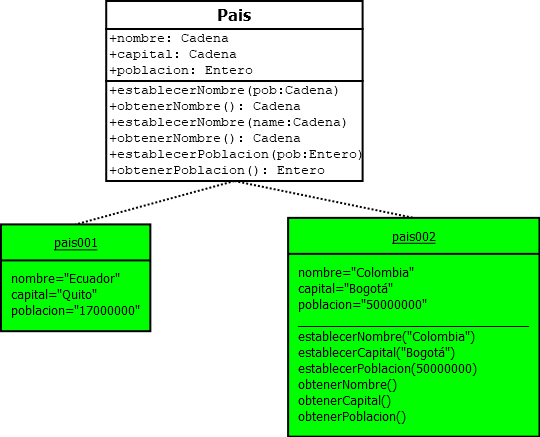 Pais
+nombre: Cadena
+capital: Cadena
+poblacion: Entero
+establecerNombre(pob:Cadena)
+obtenerNombre(): Cadena
+establecerNombre(name:Cadena)
+obtenerNombre(): Cadena
+establecerPoblacion(pob:Entero)
+obtenerPoblacion(): Entero
pais001
nombre="Ecuador"
capital="Quito"
poblacion="17000000"
pais002
nombre="Colombia"
capital="Bogotá"
poblacion="50000000"
establecerNombre("Colombia")
establecerCapital("Bogotá")
establecerPoblacion(50000000)
obtenerNombre()
obtenerCapital()
obtenerPoblacion()